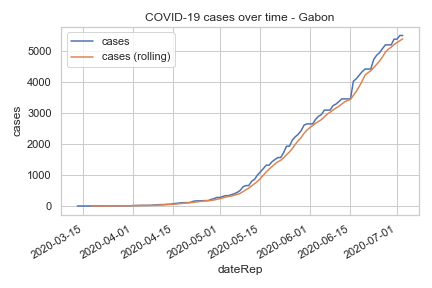 COVID-19 cases over time - Gabon
cases
cases (rolling)
5000
4000
3000
2000
1000
0
cases
2020-03-15
2020-04-01
2020-04-15
2020-05-01
2020-05-15
2020-06-01
2020-06-15
2020-07-01
dateRep